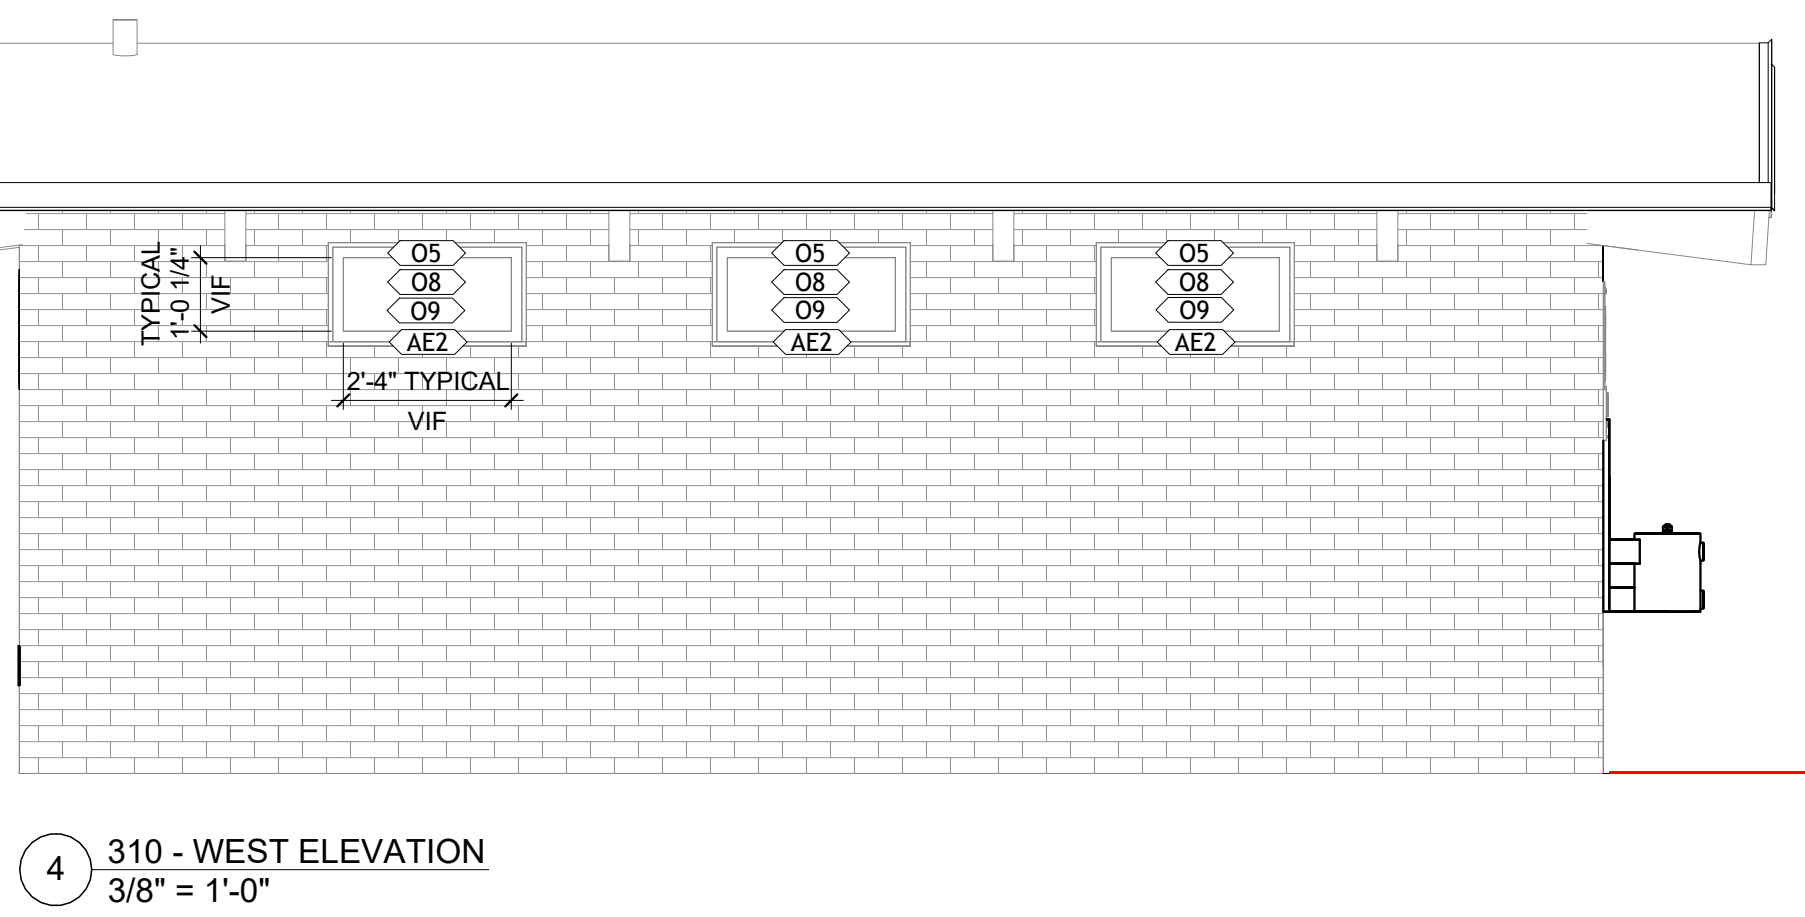 O5
O8
O9
AE2
O5
O8
O9
AE2
O5
O8
O9
AE2
TYPICAL
1'-0 1/4"
VIF
2'-4" TYPICAL
VIF
4
310 - WEST ELEVATION
3/8" = 1'-0"